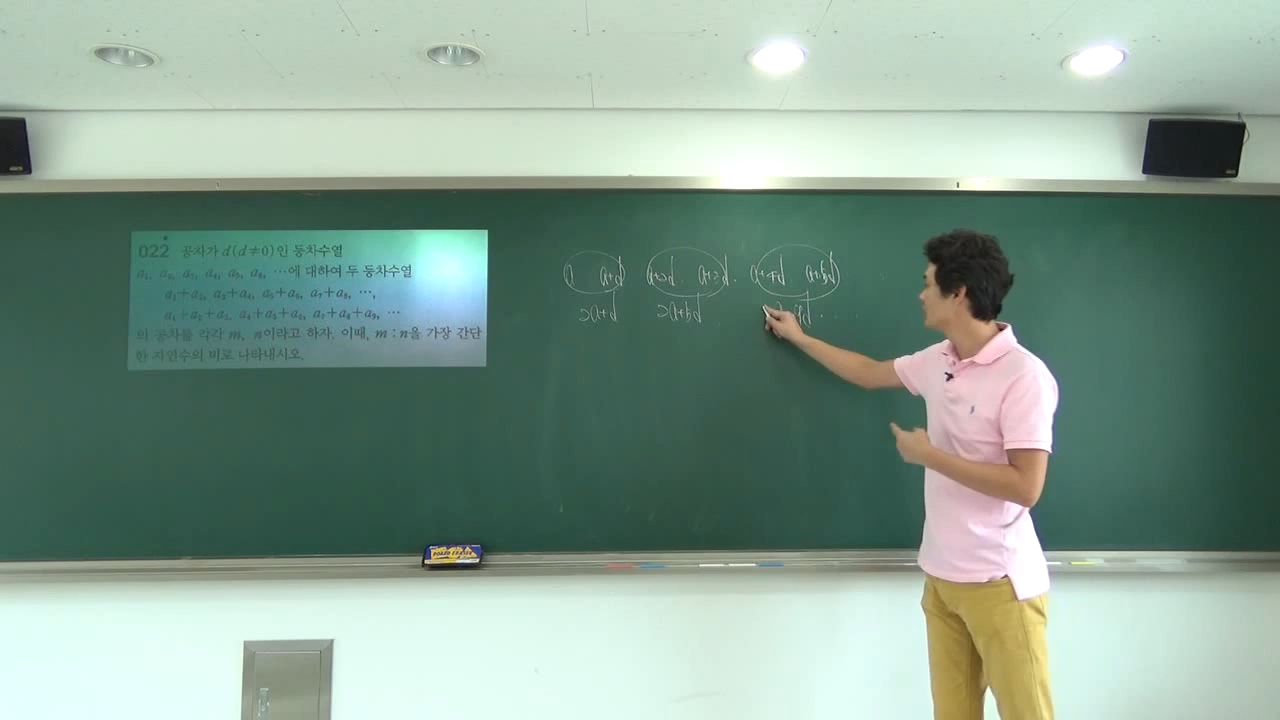 022 공차가 d(d≠0)인 등차수열
a₁, a₂, a₃, a₄, a₅, a₆, …에 대하여 두 등차수열
a₁+a₂, a₃+a₄, a₅+a₆, a₇+a₈, …,
a₁+a₂+a₃, a₄+a₅+a₆, a₇+a₈+a₉, …
의 공차를 각각 m, n이라고 하자. 이때, m : n을 가장 간단
한 자연수의 비로 나타내시오.
a a+d a+2d a+3d a+4d a+5d
2a+d 2a+5d
BOARD ERASER